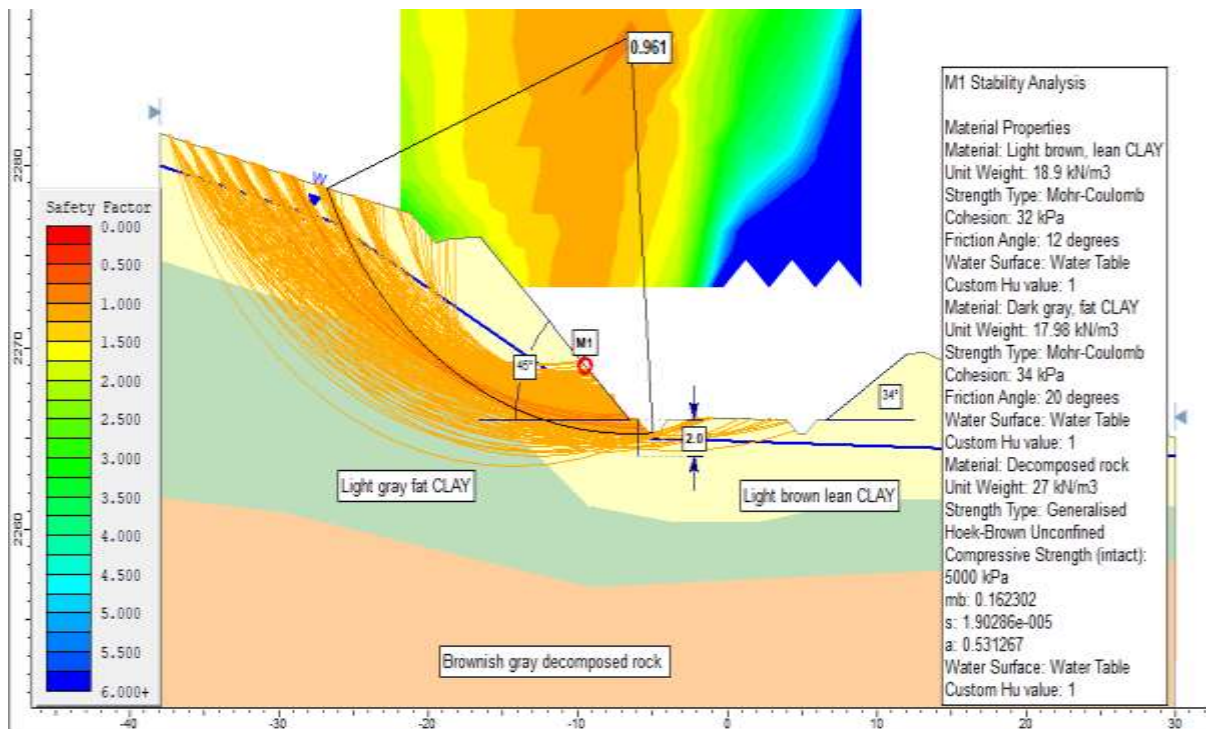 0.961
M1 Stability Analysis
Material Properties
Material: Light brown, lean CLAY
Unit Weight: 18.9 kN/m3
Strength Type: Mohr-Coulomb
Cohesion: 32 kPa
Friction Angle: 12 degrees
Water Surface: Water Table
Custom Hu value: 1
Material: Dark gray, fat CLAY
Unit Weight: 17.98 kN/m3
Strength Type: Mohr-Coulomb
Cohesion: 34 kPa
Friction Angle: 20 degrees
Water Surface: Water Table
Custom Hu value: 1
Material: Decomposed rock
Unit Weight: 27 kN/m3
Strength Type: Generalised
Hoek-Brown Unconfined
Compressive Strength (intact):
5000 kPa
mb: 0.162302
s: 1.90286e-005
a: 0.531267
Water Surface: Water Table
Custom Hu value: 1
Safety Factor
0.000
0.500
1.000
1.500
2.000
2.500
3.000
3.500
4.000
4.500
5.000
5.500
6.000+
2280
2270
2260
W
M1
45°
34°
2.0
Light gray fat CLAY
Light brown lean CLAY
Brownish gray decomposed rock
-40
-30
-20
-10
0
10
20
30